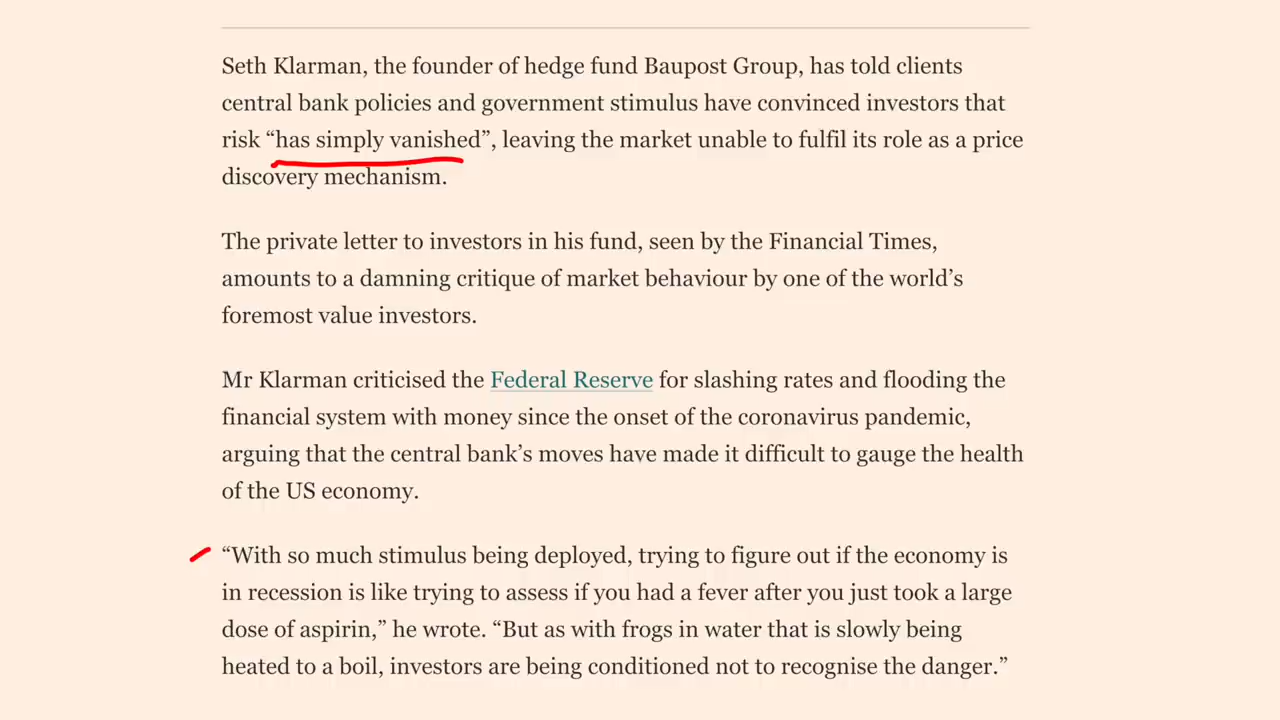 Seth Klarman, the founder of hedge fund Baupost Group, has told clients
central bank policies and government stimulus have convinced investors that
risk “has simply vanished”, leaving the market unable to fulfil its role as a price
discovery mechanism.
The private letter to investors in his fund, seen by the Financial Times,
amounts to a damning critique of market behaviour by one of the world’s
foremost value investors.
Mr Klarman criticised the Federal Reserve for slashing rates and flooding the
financial system with money since the onset of the coronavirus pandemic,
arguing that the central bank’s moves have made it difficult to gauge the health
of the US economy.
“With so much stimulus being deployed, trying to figure out if the economy is
in recession is like trying to assess if you had a fever after you just took a large
dose of aspirin,” he wrote. “But as with frogs in water that is slowly being
heated to a boil, investors are being conditioned not to recognise the danger.”